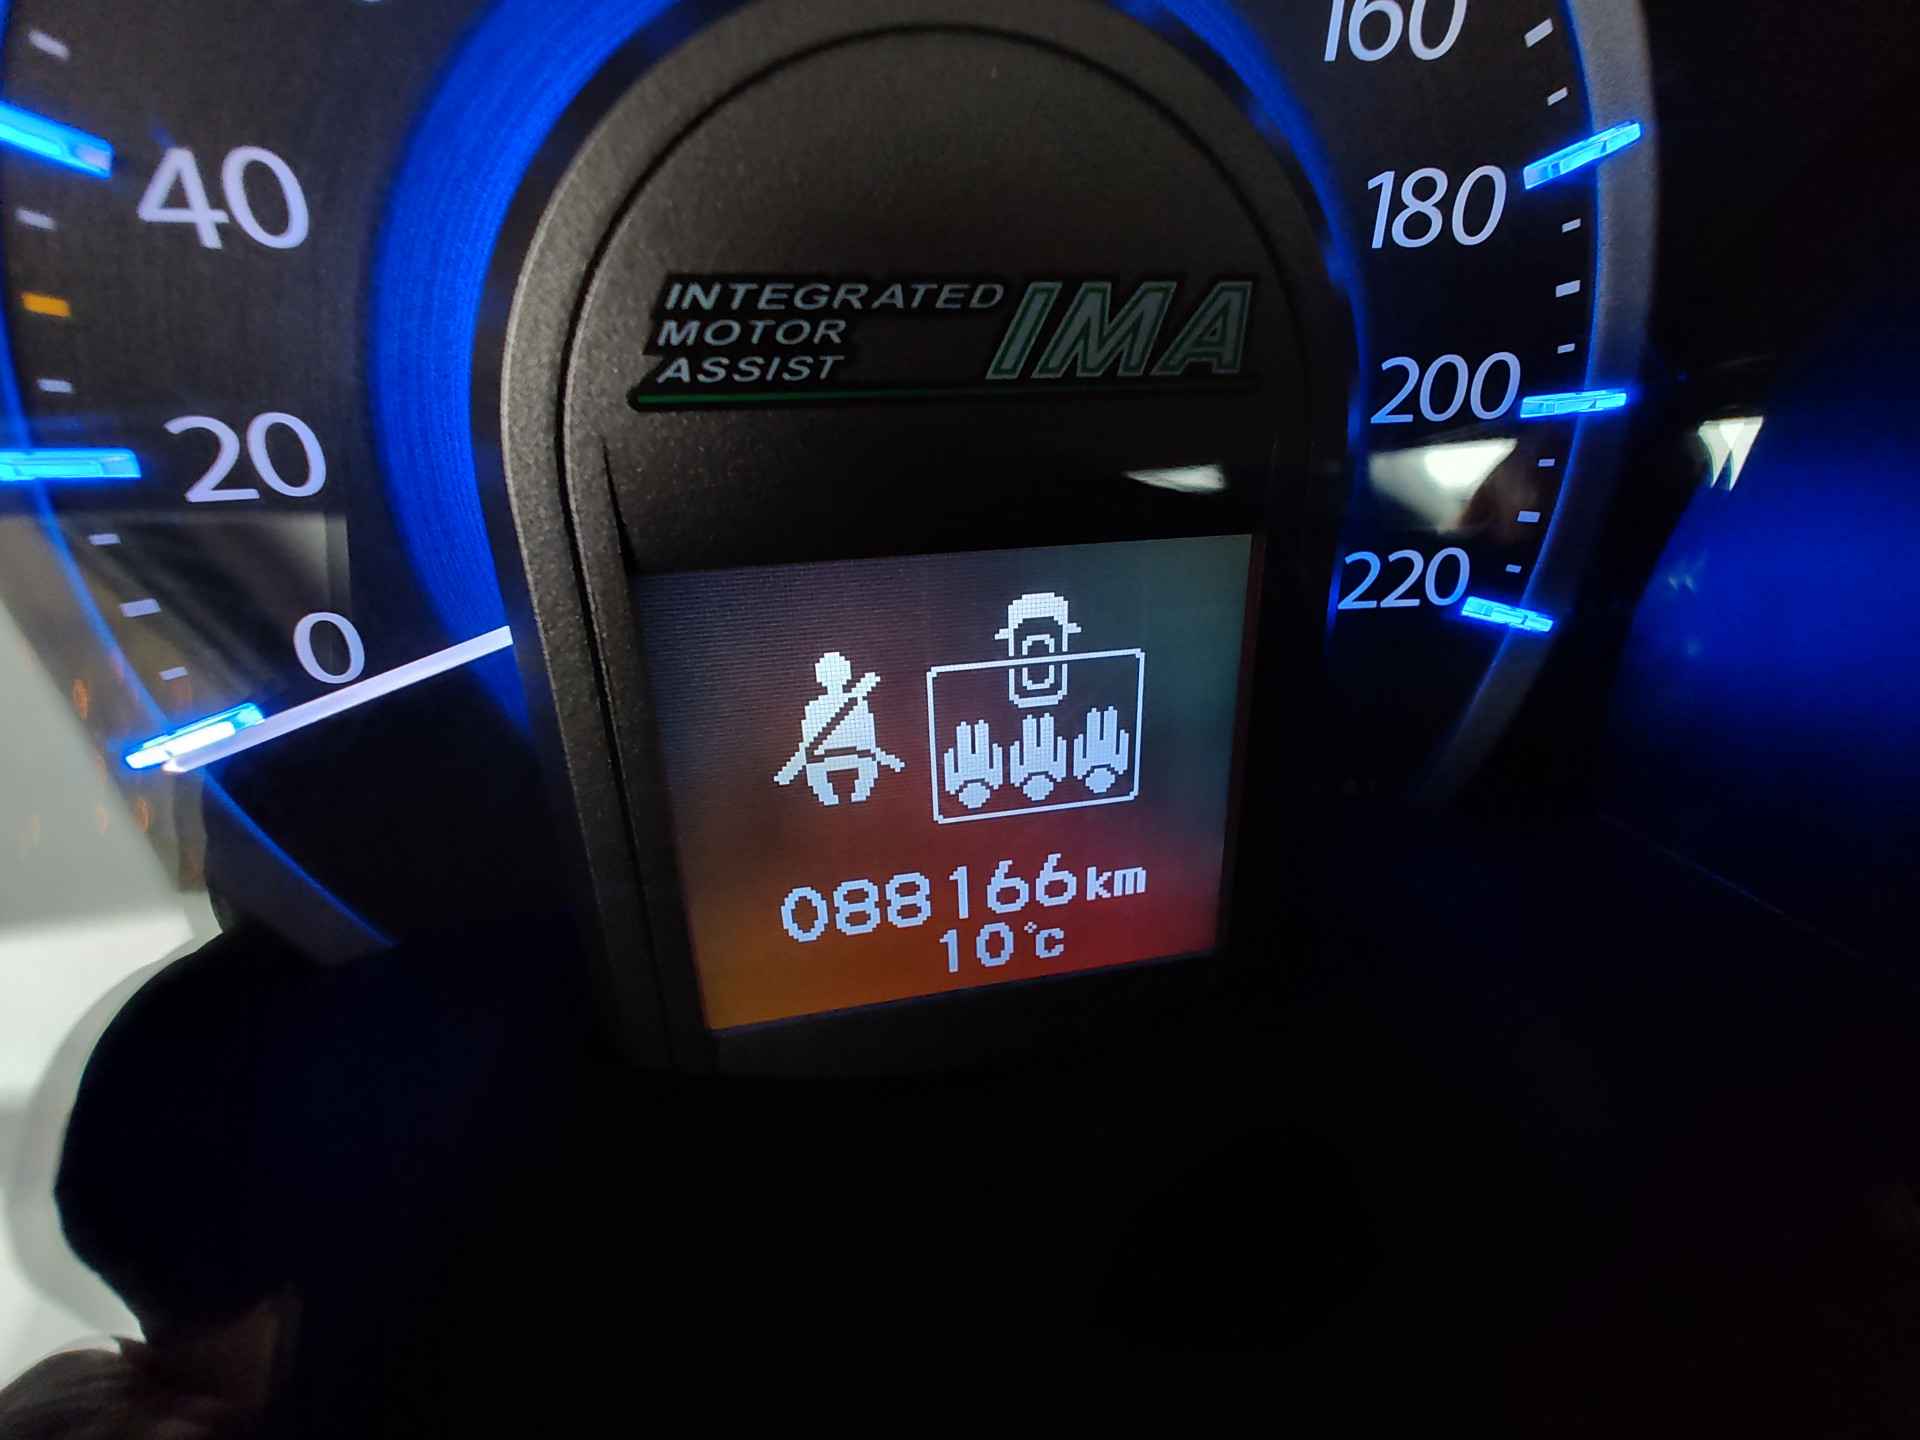 40
20
0
INTEGRATED
MOTOR
ASSIST
IMA
160
180
200
220
088166km
10°c